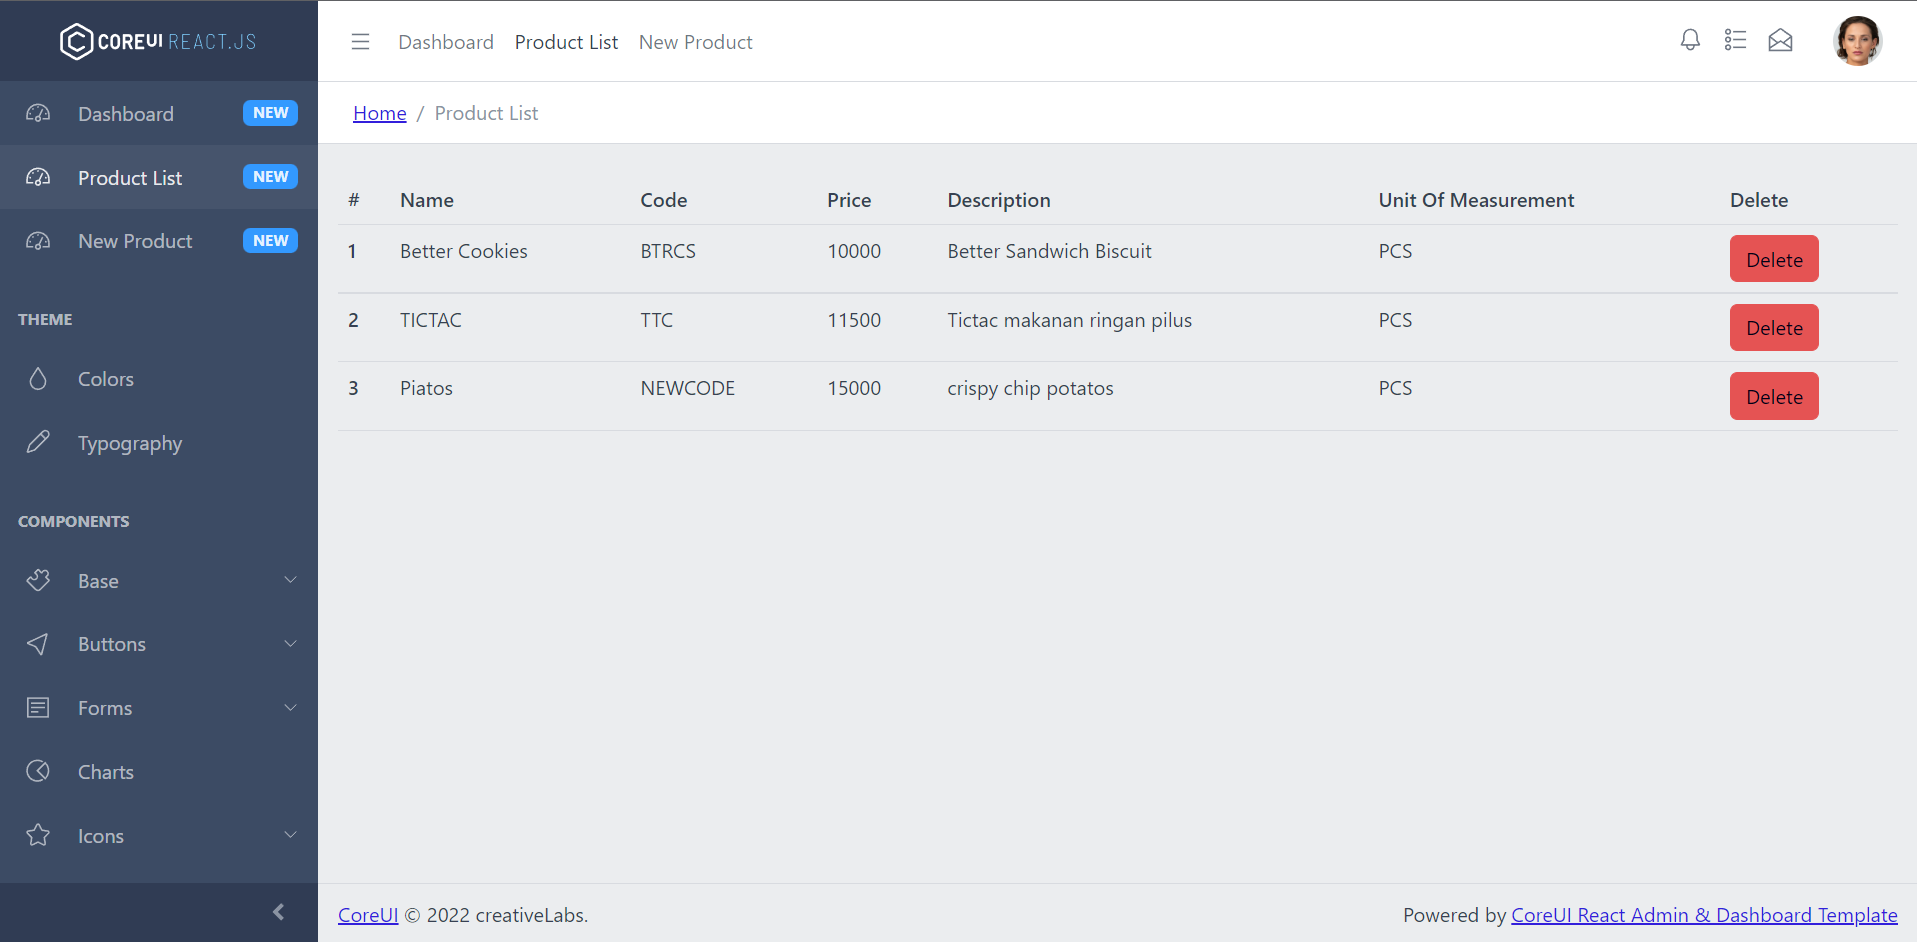 COREUI REACT.JS
Dashboard Product List New Product
Dashboard NEW
Product List NEW
New Product NEW
THEME
Colors
Typography
COMPONENTS
Base
Buttons
Forms
Charts
Icons
Home / Product List
# Name Code Price Description Unit Of Measurement Delete
1 Better Cookies BTRCS 10000 Better Sandwich Biscuit PCS Delete
2 TICTAC TTC 11500 Tictac makanan ringan pilus PCS Delete
3 Piatos NEWCODE 15000 crispy chip potatos PCS Delete
CoreUI © 2022 creativeLabs. Powered by CoreUI React Admin & Dashboard Template